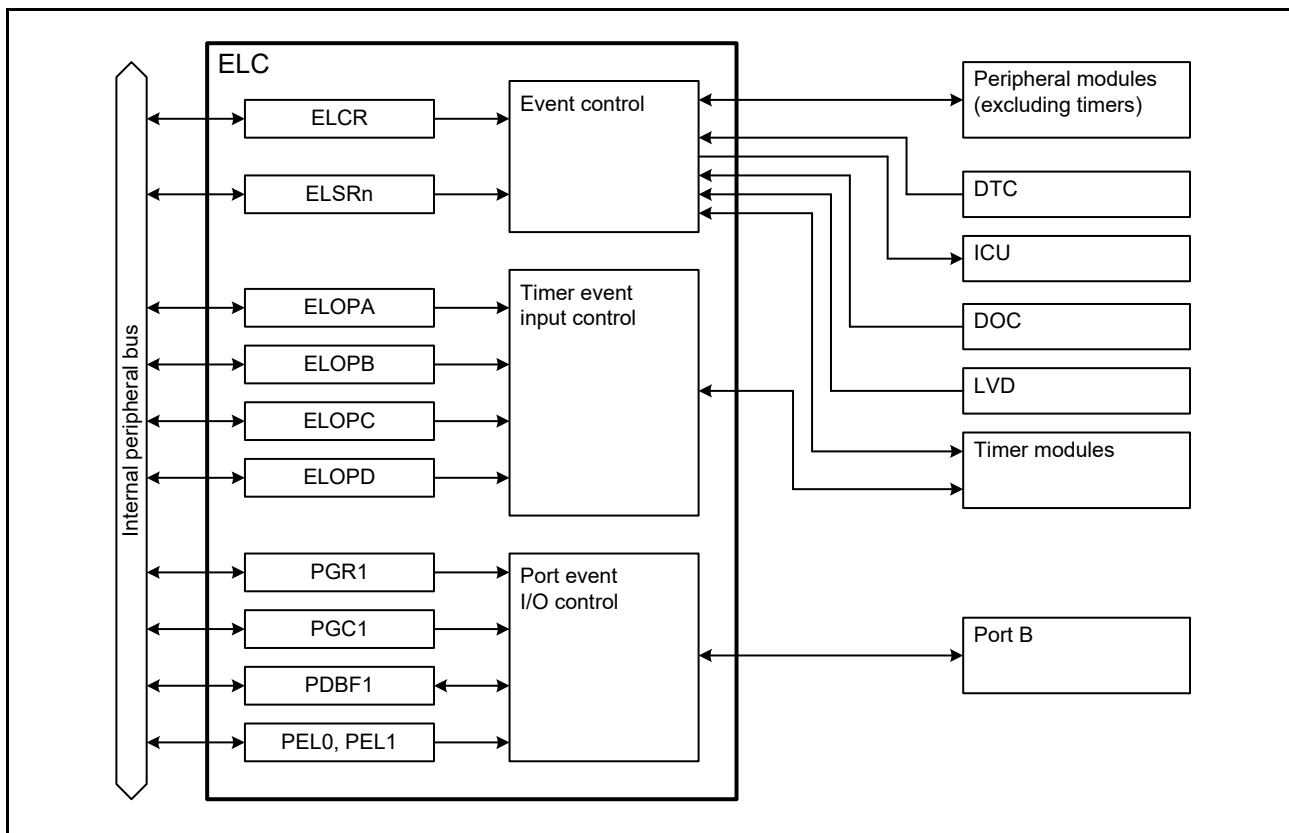 ELC
Internal peripheral bus
ELCR
ELSRn
Event control
ELOPA
ELOPB
ELOPC
ELOPD
Timer event
input control
PGR1
PGC1
PDBF1
PEL0, PEL1
Port event
I/O control
Peripheral modules
(excluding timers)
DTC
ICU
DOC
LVD
Timer modules
Port B